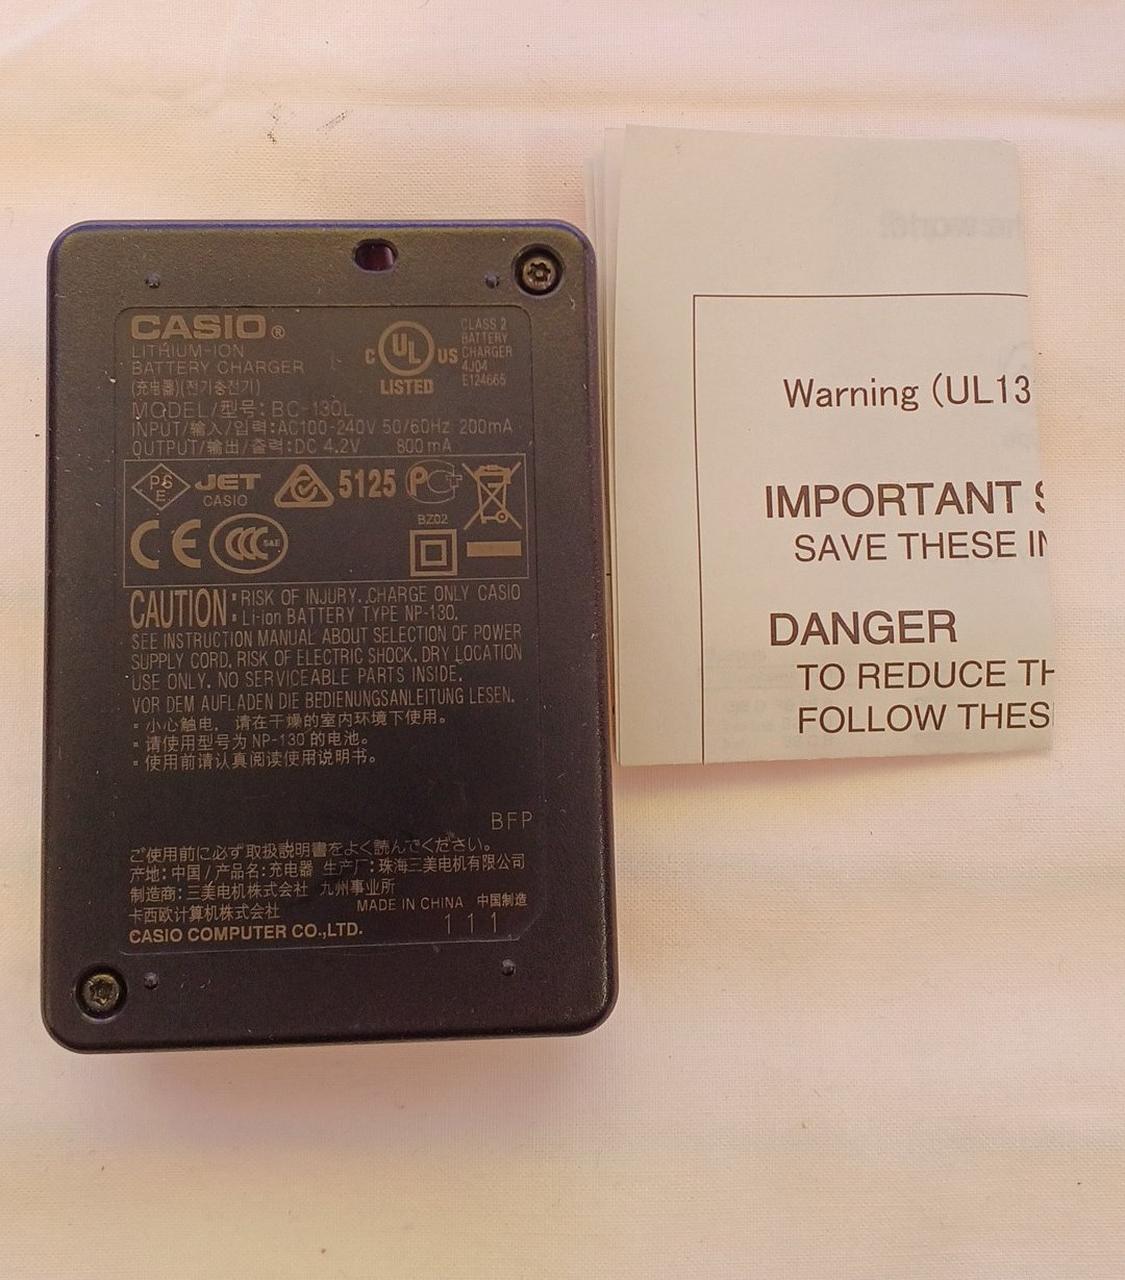 CASIO®
LITHIUM-ION
BATTERY CHARGER
(充电器)(전기충전기)
MODEL/型号: BC-130L
INPUT/输入/입력:AC100-240V 50/60Hz 200mA
OUTPUT/输出/출력:DC 4.2V 800mA
C UL US
LISTED
CLASS 2
BATTERY
CHARGER
4J04
E124665
PSE JET
CASIO
5125
BZ02
CE CCC S&E
CAUTION: RISK OF INJURY. CHARGE ONLY CASIO
Li-ion BATTERY TYPE NP-130.
SEE INSTRUCTION MANUAL ABOUT SELECTION OF POWER
SUPPLY CORD. RISK OF ELECTRIC SHOCK. DRY LOCATION
USE ONLY. NO SERVICEABLE PARTS INSIDE.
VOR DEM AUFLADEN DIE BEDIENUNGSANLEITUNG LESEN.
▪ 小心触电, 请在干燥的室内环境下使用。
▪ 请使用型号为 NP-130 的电池。
▪ 使用前请认真阅读使用说明书。
BFP
ご使用前に必ず取扱説明書をよく読んでください。
产地:中国/产品名:充电器 生产厂:珠海三美电机有限公司
制造商:三美电机株式会社 九州事业所
卡西欧计算机株式会社 MADE IN CHINA 中国制造
CASIO COMPUTER CO.,LTD. 111
Warning (UL13
IMPORTANT S
SAVE THESE IN
DANGER
TO REDUCE TH
FOLLOW THES